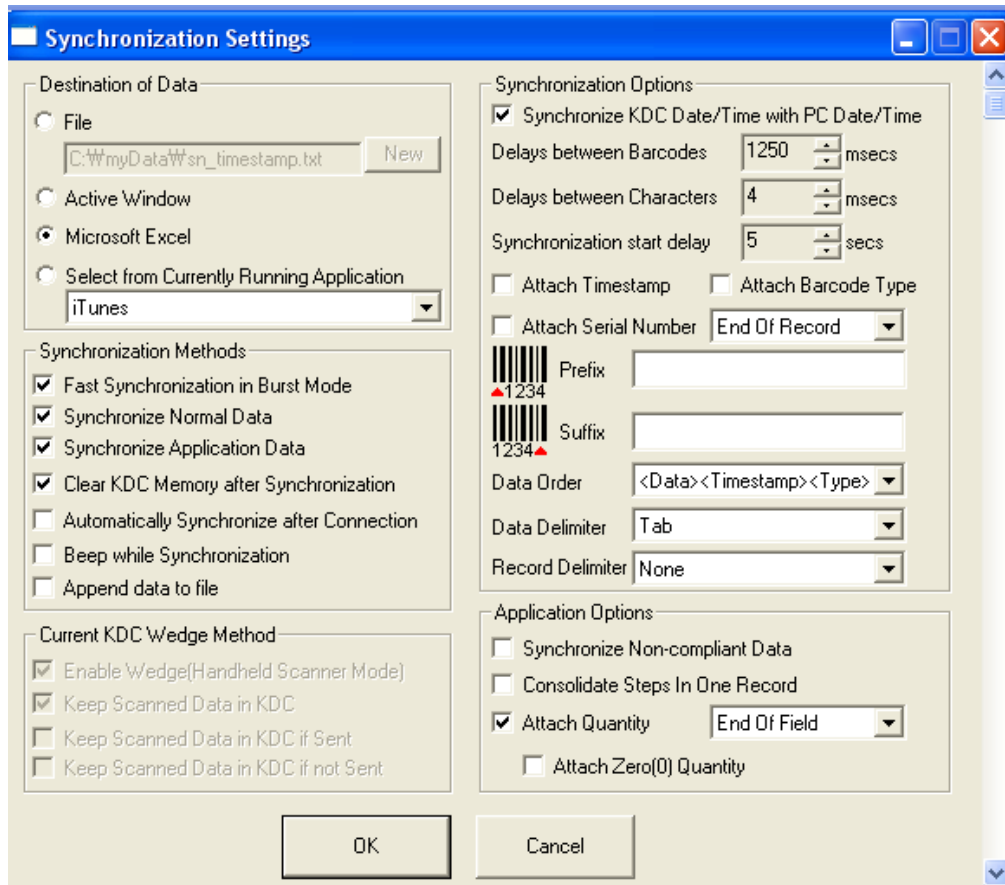 Synchronization Settings
Destination of Data
File
C:₩myData₩sn_timestamp.txt New
Active Window
Microsoft Excel
Select from Currently Running Application
iTunes
Synchronization Methods
Fast Synchronization in Burst Mode
Synchronize Normal Data
Synchronize Application Data
Clear KDC Memory after Synchronization
Automatically Synchronize after Connection
Beep while Synchronization
Append data to file
Current KDC Wedge Method
Enable Wedge(Handheld Scanner Mode)
Keep Scanned Data in KDC
Keep Scanned Data in KDC if Sent
Keep Scanned Data in KDC if not Sent
Synchronization Options
Synchronize KDC Date/Time with PC Date/Time
Delays between Barcodes 1250 msecs
Delays between Characters 4 msecs
Synchronization start delay 5 secs
Attach Timestamp Attach Barcode Type
Attach Serial Number End Of Record
1234 Prefix
1234 Suffix
Data Order <Data><Timestamp><Type>
Data Delimiter Tab
Record Delimiter None
Application Options
Synchronize Non-compliant Data
Consolidate Steps In One Record
Attach Quantity End Of Field
Attach Zero(0) Quantity
OK Cancel